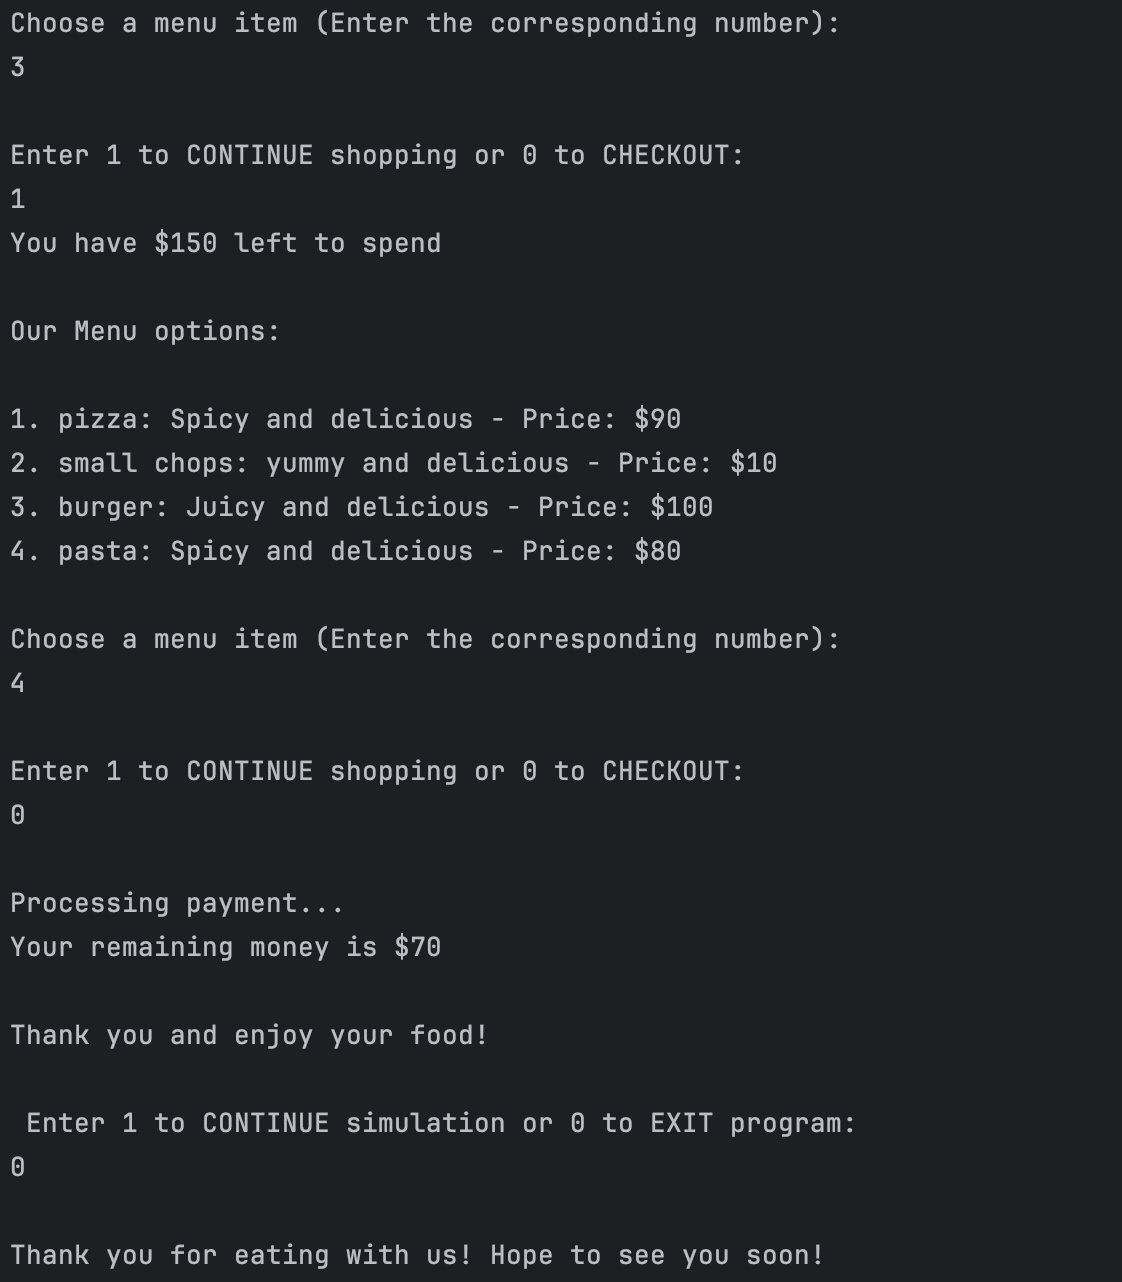 Choose a menu item (Enter the corresponding number):
3
Enter 1 to CONTINUE shopping or 0 to CHECKOUT:
1
You have $150 left to spend
Our Menu options:
1. pizza: Spicy and delicious - Price: $90
2. small chops: yummy and delicious - Price: $10
3. burger: Juicy and delicious - Price: $100
4. pasta: Spicy and delicious - Price: $80
Choose a menu item (Enter the corresponding number):
4
Enter 1 to CONTINUE shopping or 0 to CHECKOUT:
0
Processing payment...
Your remaining money is $70
Thank you and enjoy your food!
Enter 1 to CONTINUE simulation or 0 to EXIT program:
0
Thank you for eating with us! Hope to see you soon!